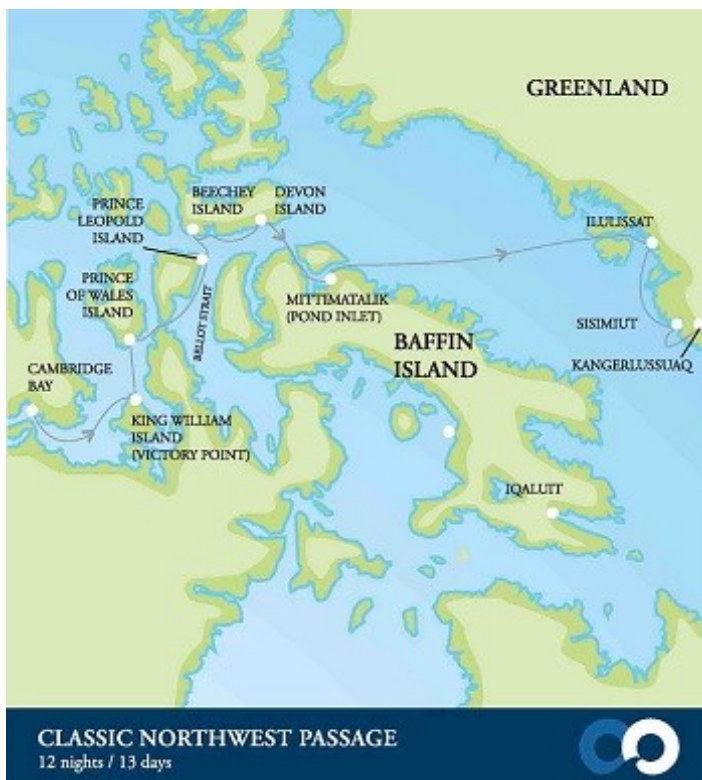 GREENLAND
BEECHEY
ISLAND
DEVON
ISLAND
PRINCE
LEOPOLD
ISLAND
ILULISSAT
PRINCE
OF WALES
ISLAND
BELLOT STRAIT
MITTIMATALIK
(POND INLET)
SISIMIUT
BAFFIN
ISLAND
KANGERLUSSUAQ
CAMBRIDGE
BAY
KING WILLIAM
ISLAND
(VICTORY POINT)
IQALUIT
CLASSIC NORTHWEST PASSAGE
12 nights / 13 days